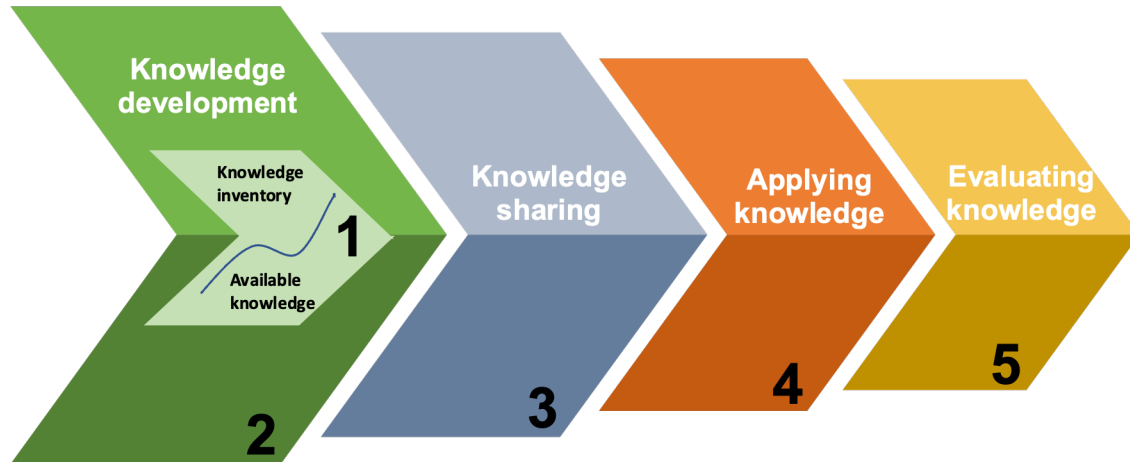 Knowledge
development
Knowledge
inventory
1
Available
knowledge
2
Knowledge
sharing
3
Applying
knowledge
4
Evaluating
knowledge
5